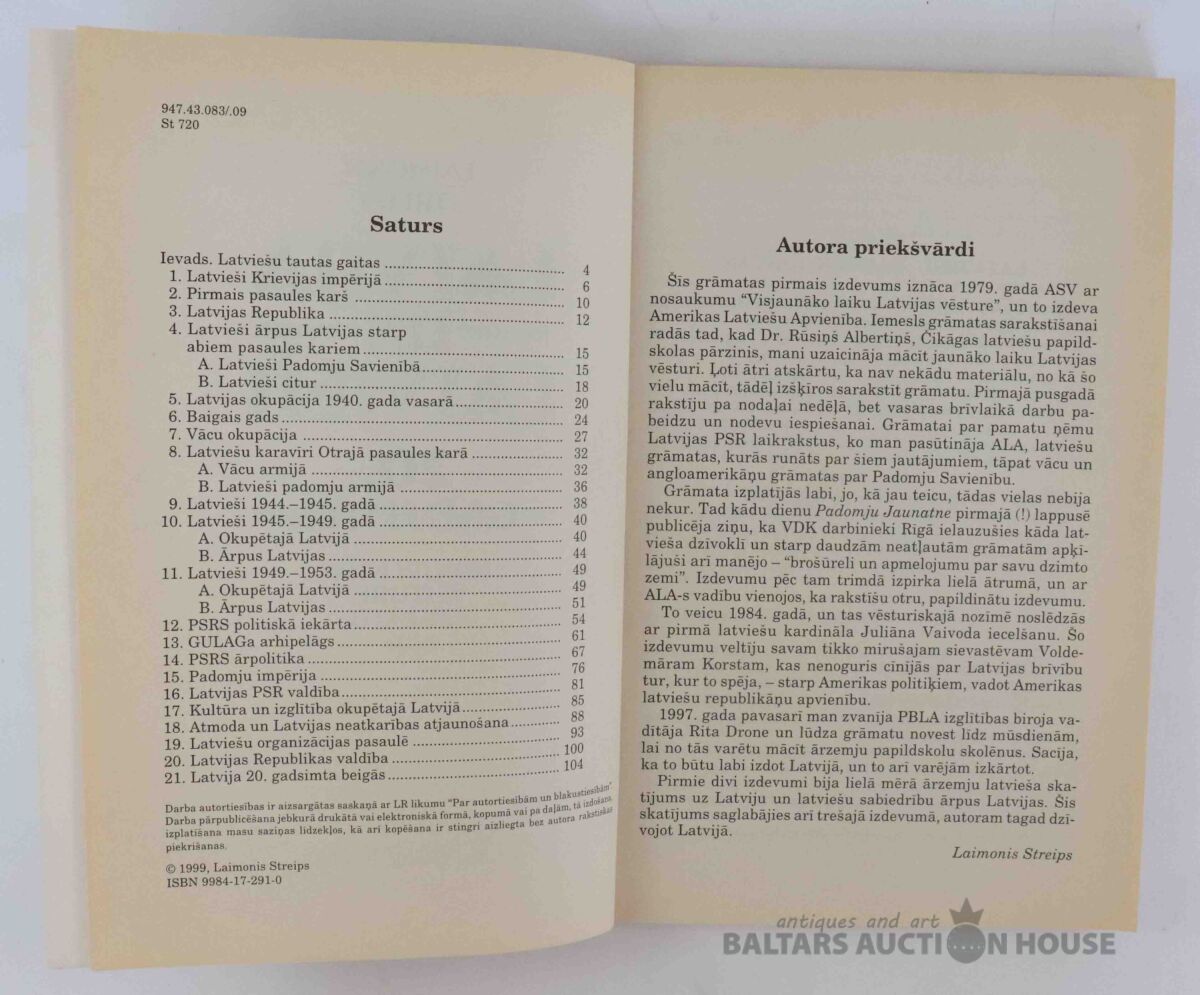 947.43.083/.09
St 720
Saturs
Ievads. Latviešu tautas gaitas ........ 4
1. Latvieši Krievijas impērijā ........ 6
2. Pirmais pasaules karš ........ 10
3. Latvijas Republika ........ 12
4. Latvieši ārpus Latvijas starp
abiem pasaules kariem ........ 15
A. Latvieši Padomju Savienībā ........ 15
B. Latvieši citur ........ 18
5. Latvijas okupācija 1940. gada vasarā ........ 20
6. Baigais gads ........ 24
7. Vācu okupācija ........ 27
8. Latviešu karavīri Otrajā pasaules karā ........ 32
A. Vācu armijā ........ 32
B. Latvieši padomju armijā ........ 36
9. Latvieši 1944.–1945. gadā ........ 38
10. Latvieši 1945.–1949. gadā ........ 40
A. Okupētajā Latvijā ........ 40
B. Ārpus Latvijas ........ 44
11. Latvieši 1949.–1953. gadā ........ 49
A. Okupētajā Latvijā ........ 49
B. Ārpus Latvijas ........ 51
12. PSRS politiskā iekārta ........ 54
13. GULAGa arhipelāgs ........ 61
14. PSRS ārpolitika ........ 67
15. Padomju impērija ........ 76
16. Latvijas PSR valdība ........ 81
17. Kultūra un izglītība okupētajā Latvijā ........ 85
18. Atmoda un Latvijas neatkarības atjaunošana ........ 88
19. Latviešu organizācijas pasaulē ........ 93
20. Latvijas Republikas valdība ........ 100
21. Latvija 20. gadsimta beigās ........ 104
Darba autortiesības ir aizsargātas saskaņā ar LR likumu "Par autortiesībām un blakustiesībām".
Darba pārpublicēšana jebkurā drukātā vai elektroniskā formā, kopumā vai pa daļām, tā izdošana,
izplatīšana masu saziņas līdzekļos, kā arī kopēšana ir stingri aizliegta bez autora rakstiskas
piekrišanas.
© 1999, Laimonis Streips
ISBN 9984-17-291-0
Autora priekšvārdi
Šīs grāmatas pirmais izdevums iznāca 1979. gadā ASV ar
nosaukumu "Visjaunāko laiku Latvijas vēsture", un to izdeva
Amerikas Latviešu Apvienība. Iemesls grāmatas sarakstīšanai
radās tad, kad Dr. Rūsiņš Albertiņš, Čikāgas latviešu papild-
skolas pārzinis, mani uzaicināja mācīt jaunāko laiku Latvijas
vēsturi. Ļoti ātri atskārtu, ka nav nekādu materiālu, no kā šo
vielu mācīt, tādēļ izšķīros sarakstīt grāmatu. Pirmajā pusgadā
rakstīju pa nodaļai nedēļā, bet vasaras brīvlaikā darbu pa-
beidzu un nodevu iespiešanai. Grāmatai par pamatu ņēmu
Latvijas PSR laikrakstus, ko man pasūtināja ALA, latviešu
grāmatas, kurās runāts par šiem jautājumiem, tāpat vācu un
angloamerikāņu grāmatas par Padomju Savienību.
Grāmata izplatījās labi, jo, kā jau teicu, tādas vielas nebija
nekur. Tad kādu dienu Padomju Jaunatne pirmajā (!) lappusē
publicēja ziņu, ka VDK darbinieki Rīgā ielauzušies kāda lat-
vieša dzīvoklī un starp daudzām neatļautām grāmatām apķī-
lājuši arī manējo – "brošūreli un apmelojumu par savu dzimto
zemi". Izdevumu pēc tam trimdā izpirka lielā ātrumā, un ar
ALA-s vadību vienojos, ka rakstīšu otru, papildinātu izdevumu.
To veicu 1984. gadā, un tas vēsturiskajā nozīmē noslēdzās
ar pirmā latviešu kardināla Juliāna Vaivoda iecelšanu. Šo
izdevumu veltīju savam tikko mirušajam sievastēvam Volde-
māram Korstam, kas nenoguris cīnījās par Latvijas brīvību
tur, kur to spēja, – starp Amerikas politiķiem, vadot Amerikas
latviešu republikāņu apvienību.
1997. gada pavasarī man zvanīja PBLA izglītības biroja va-
dītāja Rita Drone un lūdza grāmatu novest līdz mūsdienām,
lai no tās varētu mācīt ārzemju papildskolu skolēnus. Sacīja,
ka to būtu labi izdot Latvijā, un to arī varējām izkārtot.
Pirmie divi izdevumi bija lielā mērā ārzemju latvieša ska-
tījums uz Latviju un latviešu sabiedrību ārpus Latvijas. Šis
skatījums saglabājies arī trešajā izdevumā, autoram tagad dzī-
vojot Latvijā.
Laimonis Streips
antiques and art
BALTARS AUCTION HOUSE